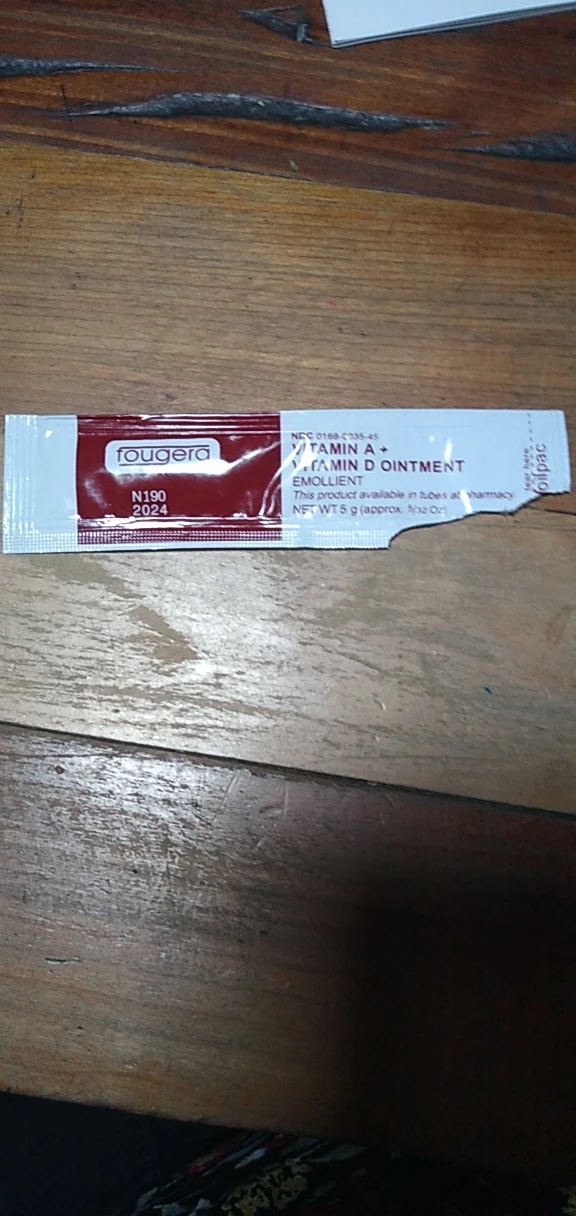 fougera
N190
2024
NDC 0168-0035-45
VITAMIN A +
VITAMIN D OINTMENT
EMOLLIENT
This product available in tubes at pharmacy.
NET WT 5 g (approx. 5/32 Oz)
tear here
foilpac